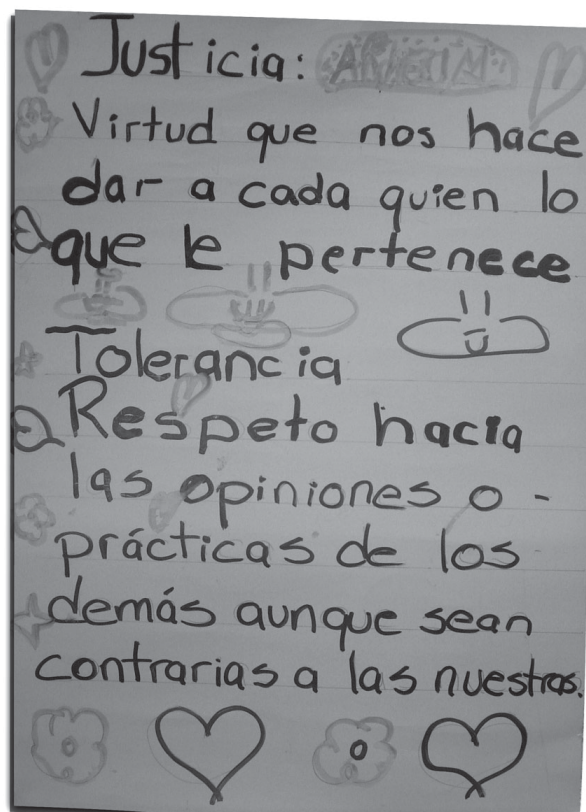 Justicia:
Virtud que nos hace
dar a cada quien lo
que le pertenece
Tolerancia
Respeto hacia
las opiniones o -
prácticas de los
demás aunque sean
contrarias a las nuestras.